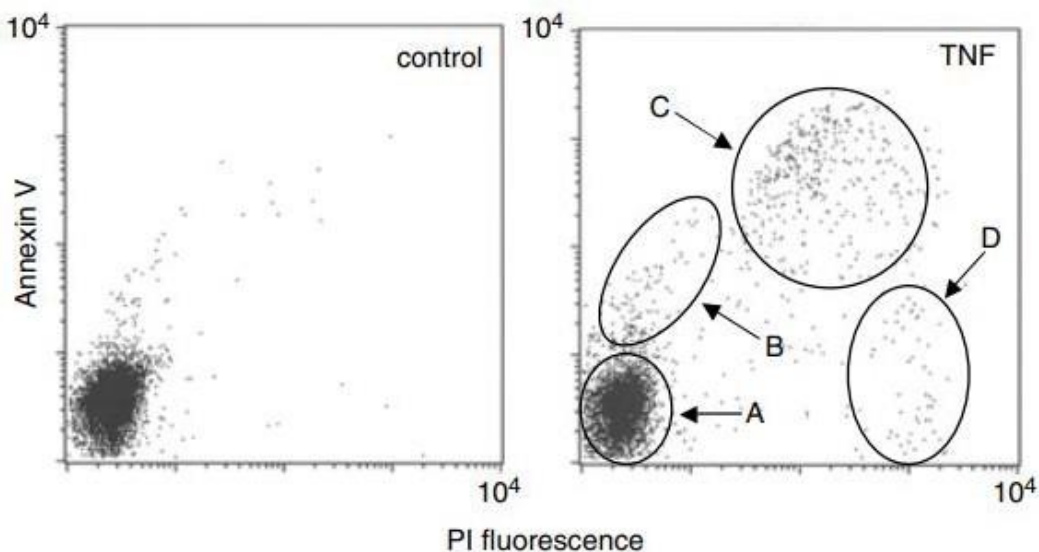 10⁴
control
10⁴
TNF
C
D
B
A
Annexin V
10⁴
10⁴
PI fluorescence